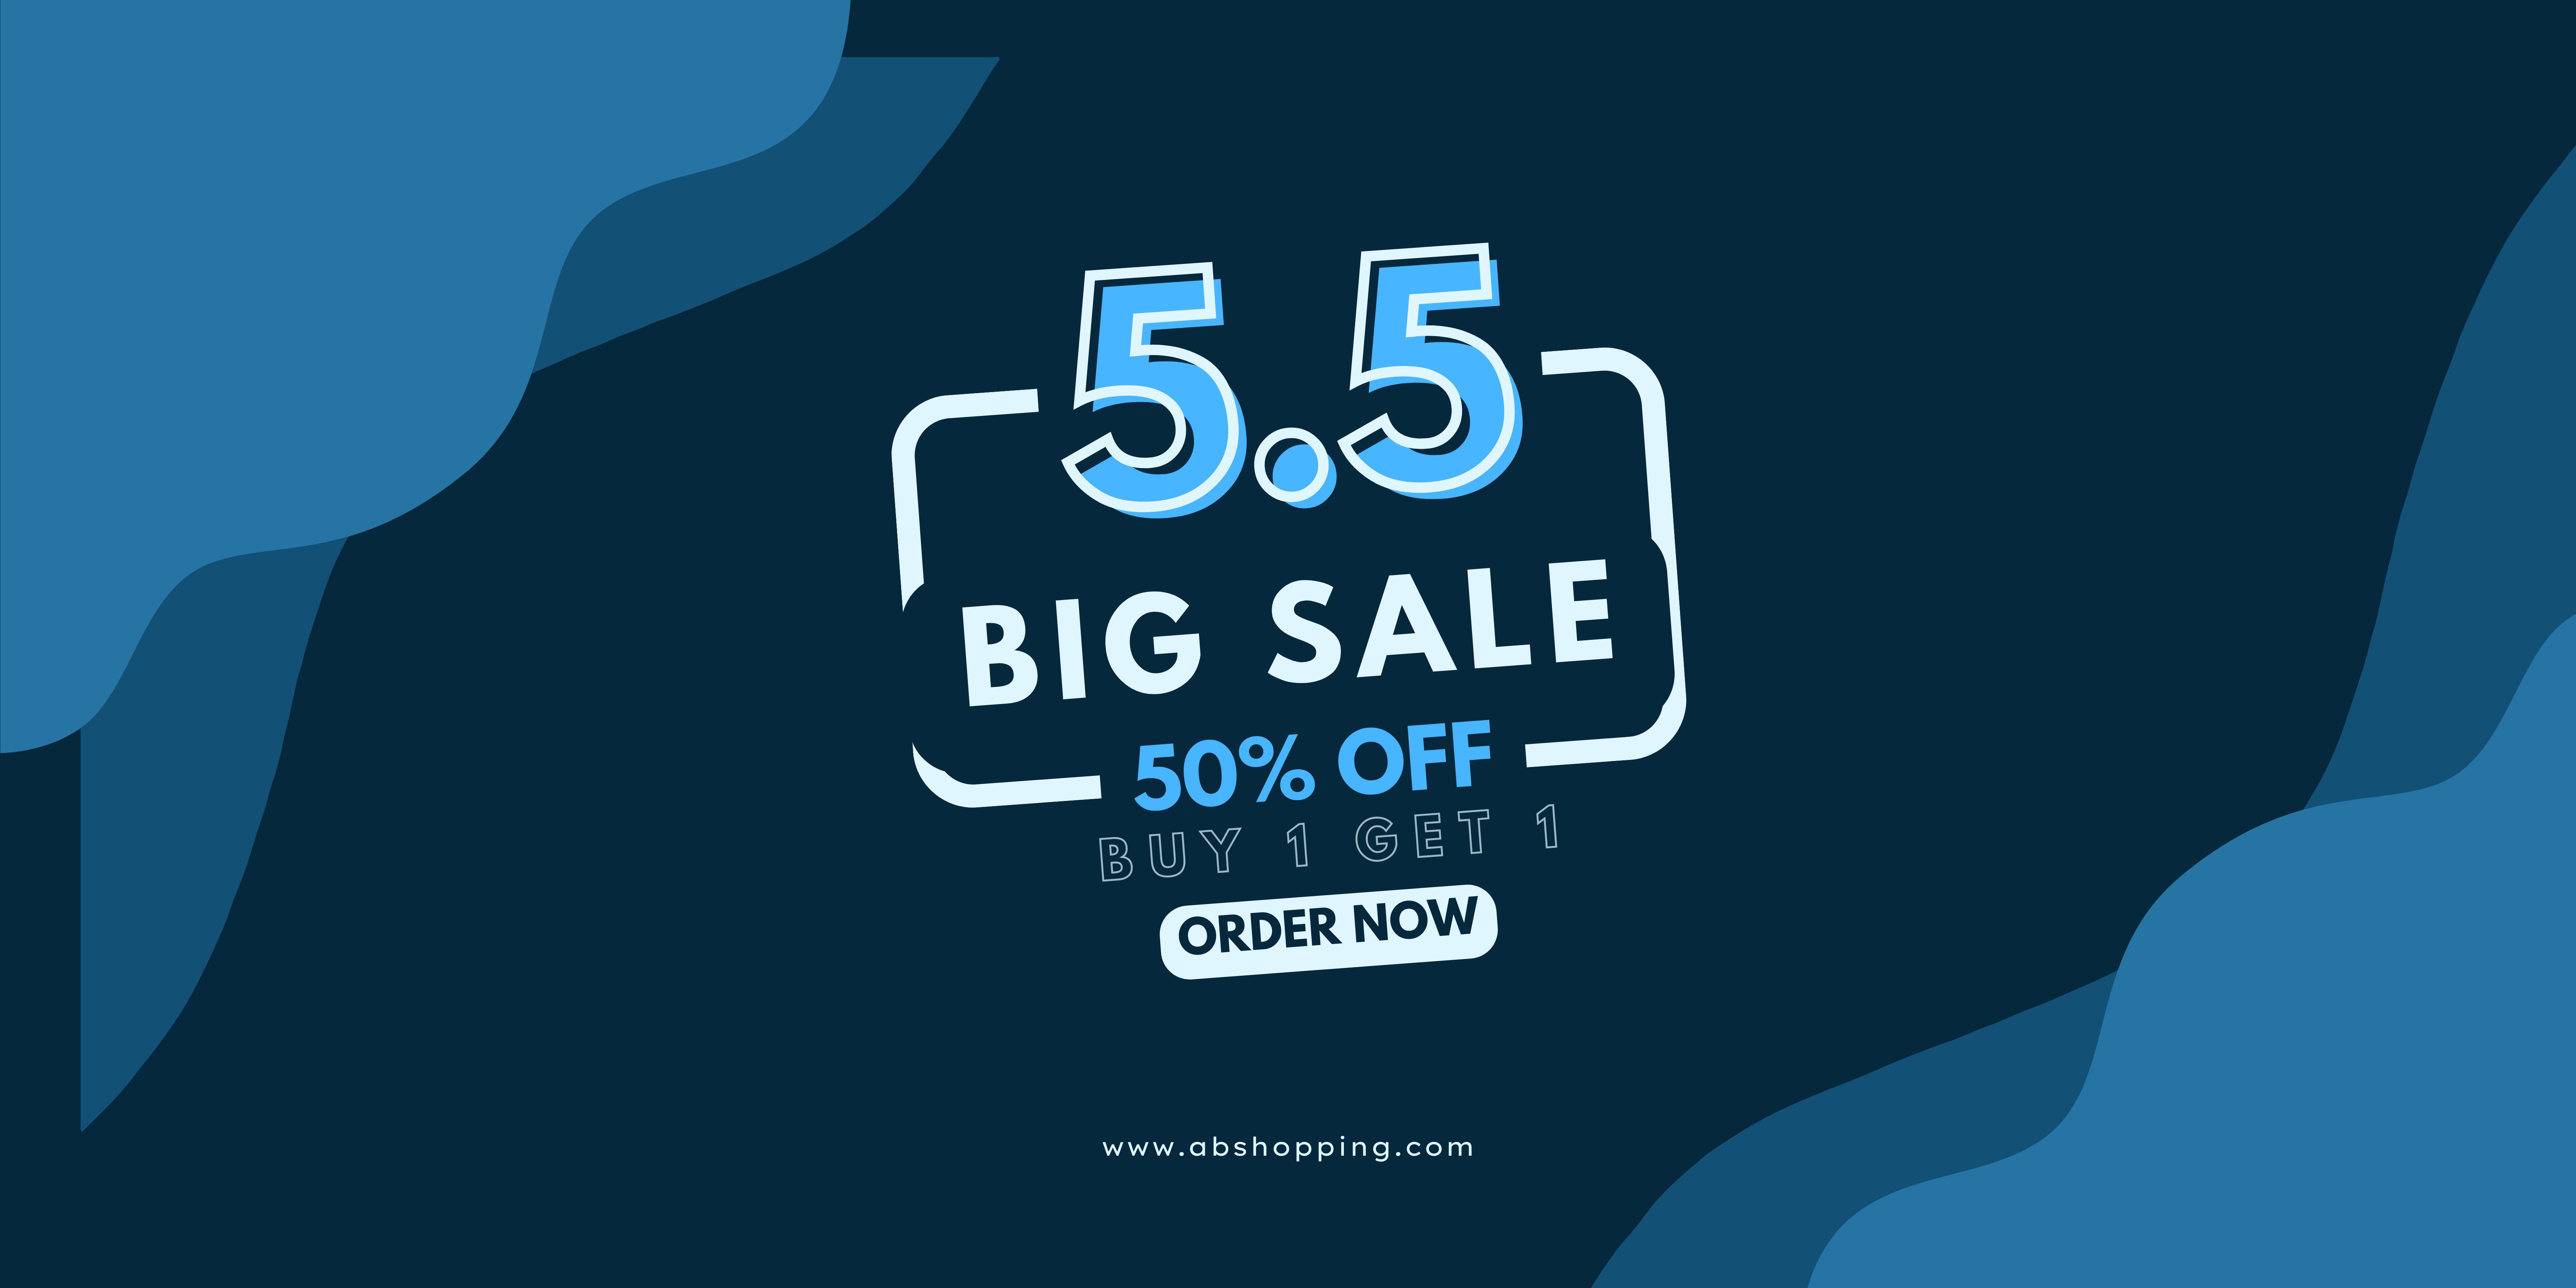 5.5
BIG SALE
50% OFF
BUY 1 GET 1
ORDER NOW
www.abshopping.com